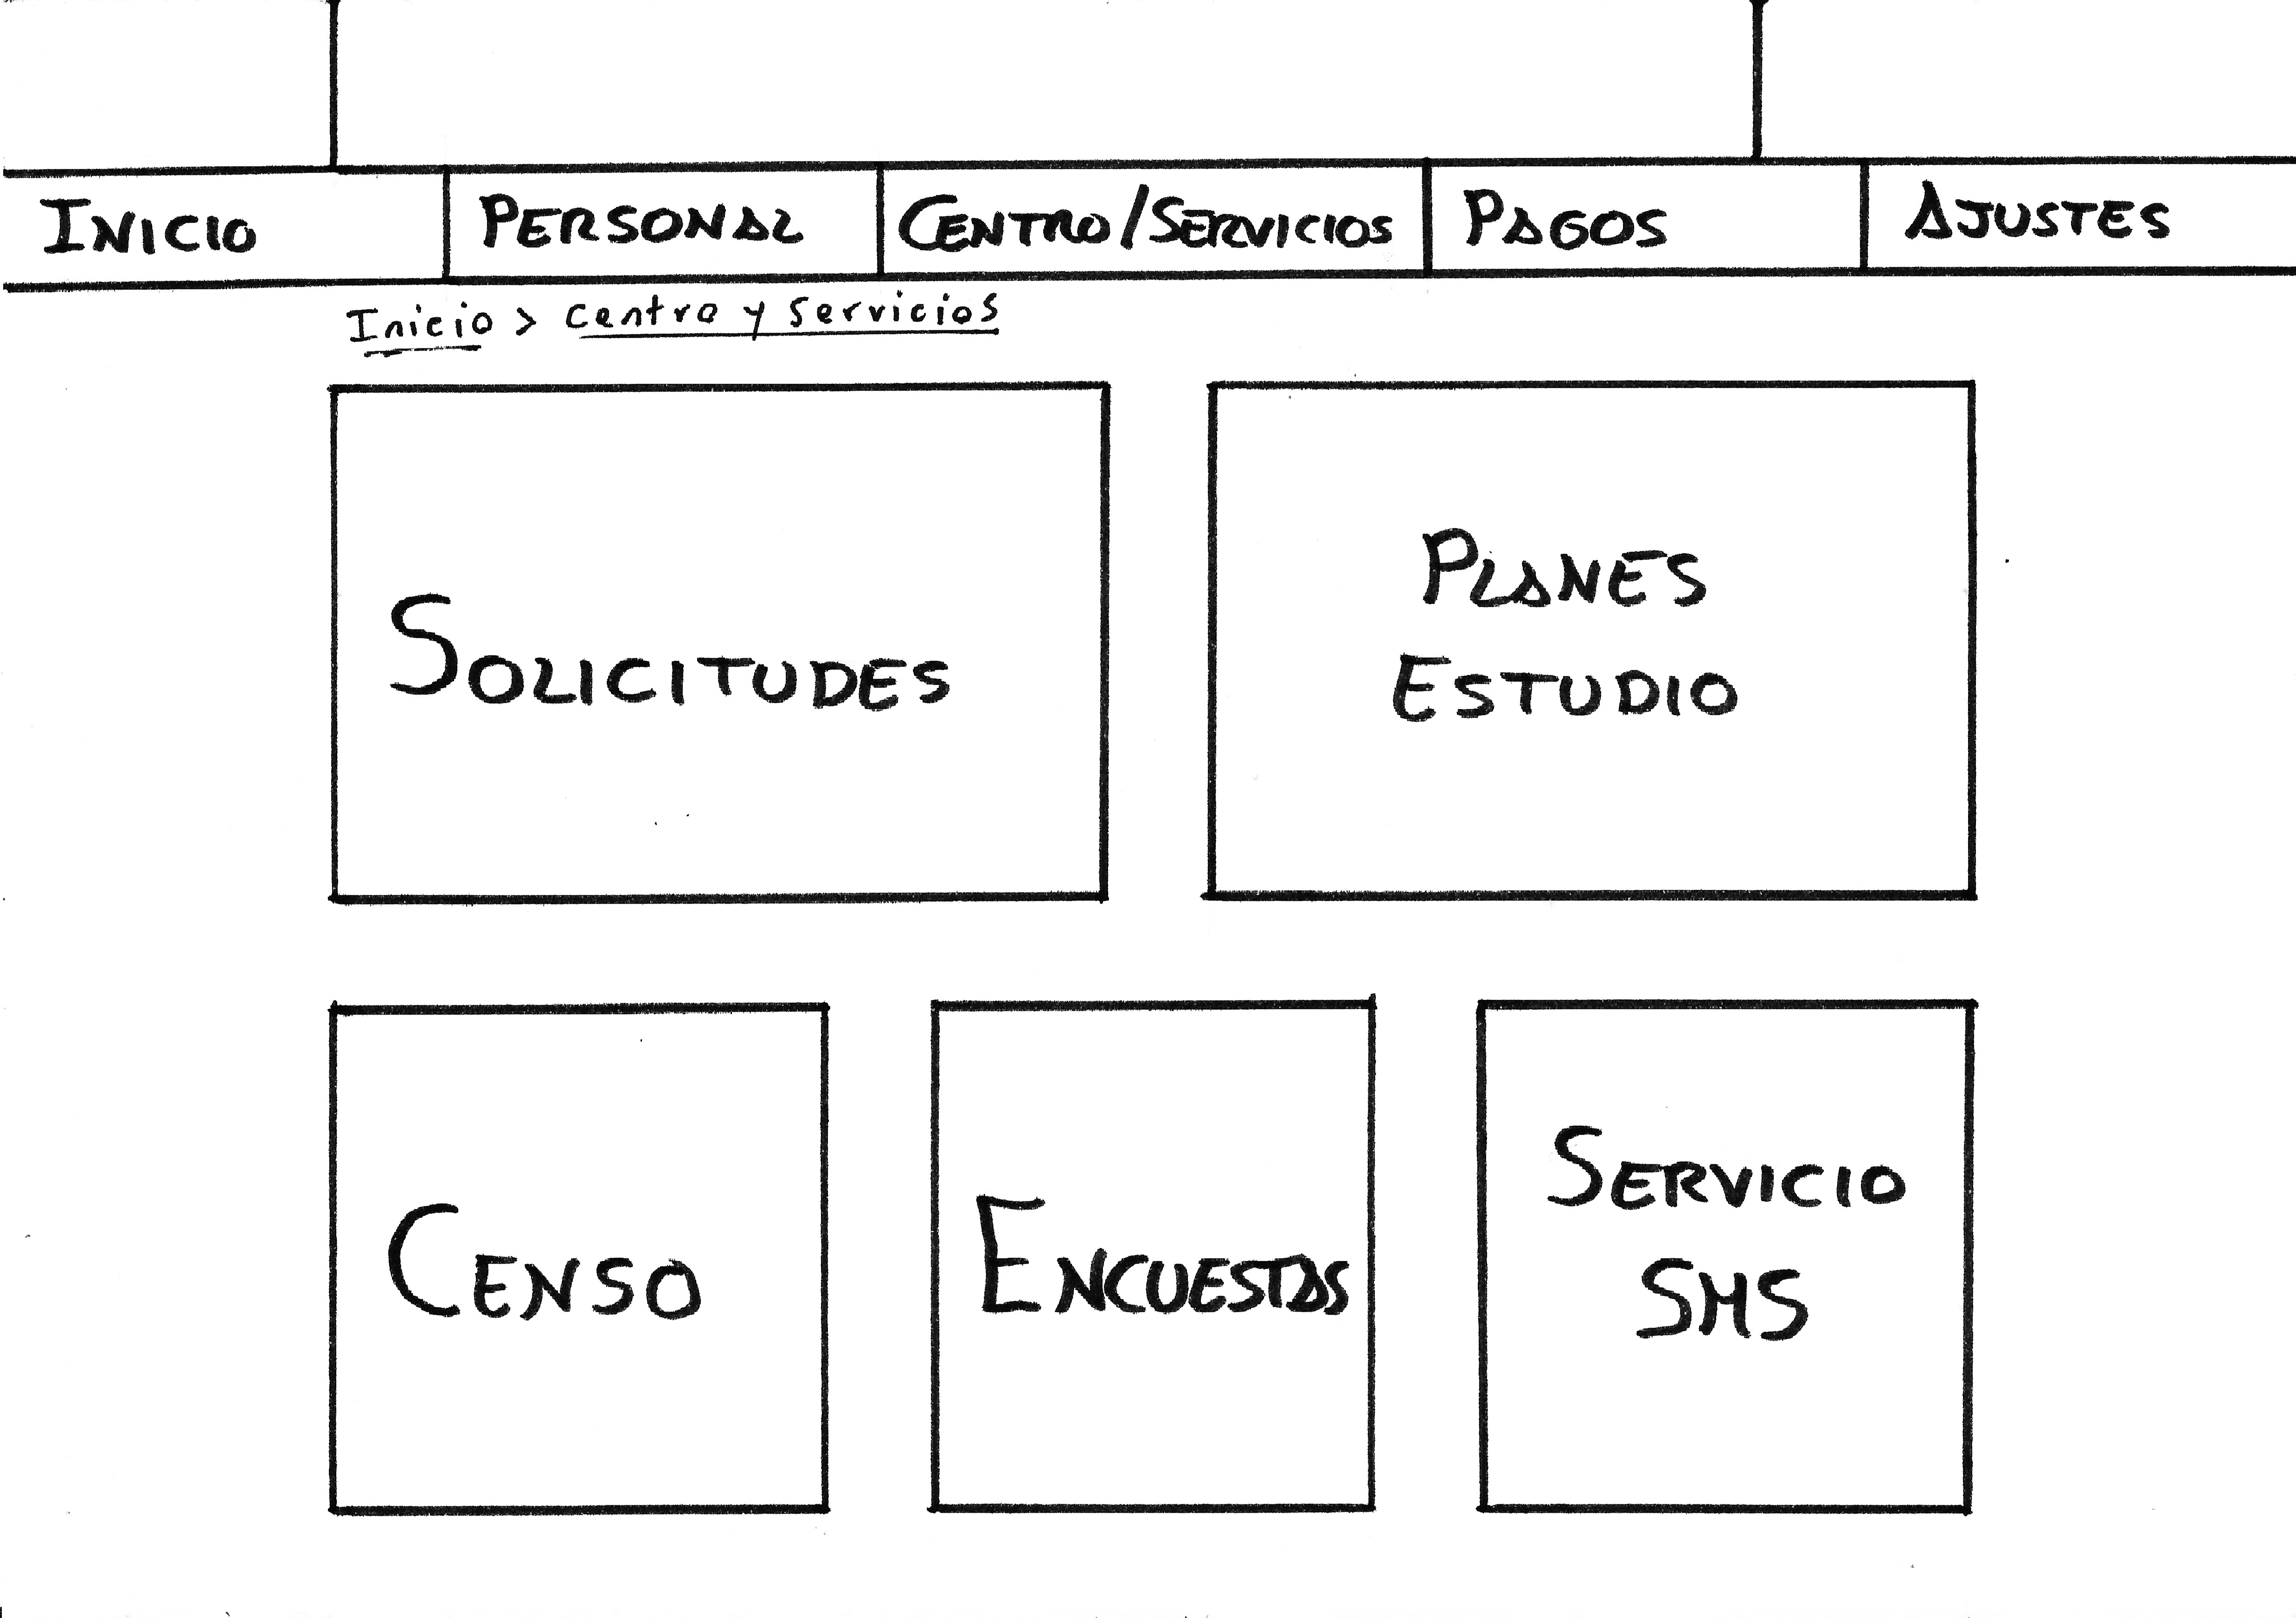 INICIO PERSONAL CENTRO/SERVICIOS PAGOS AJUSTES
Inicio > Centro y Servicios
SOLICITUDES
PLANES
ESTUDIO
CENSO
ENCUESTAS
SERVICIO
SMS